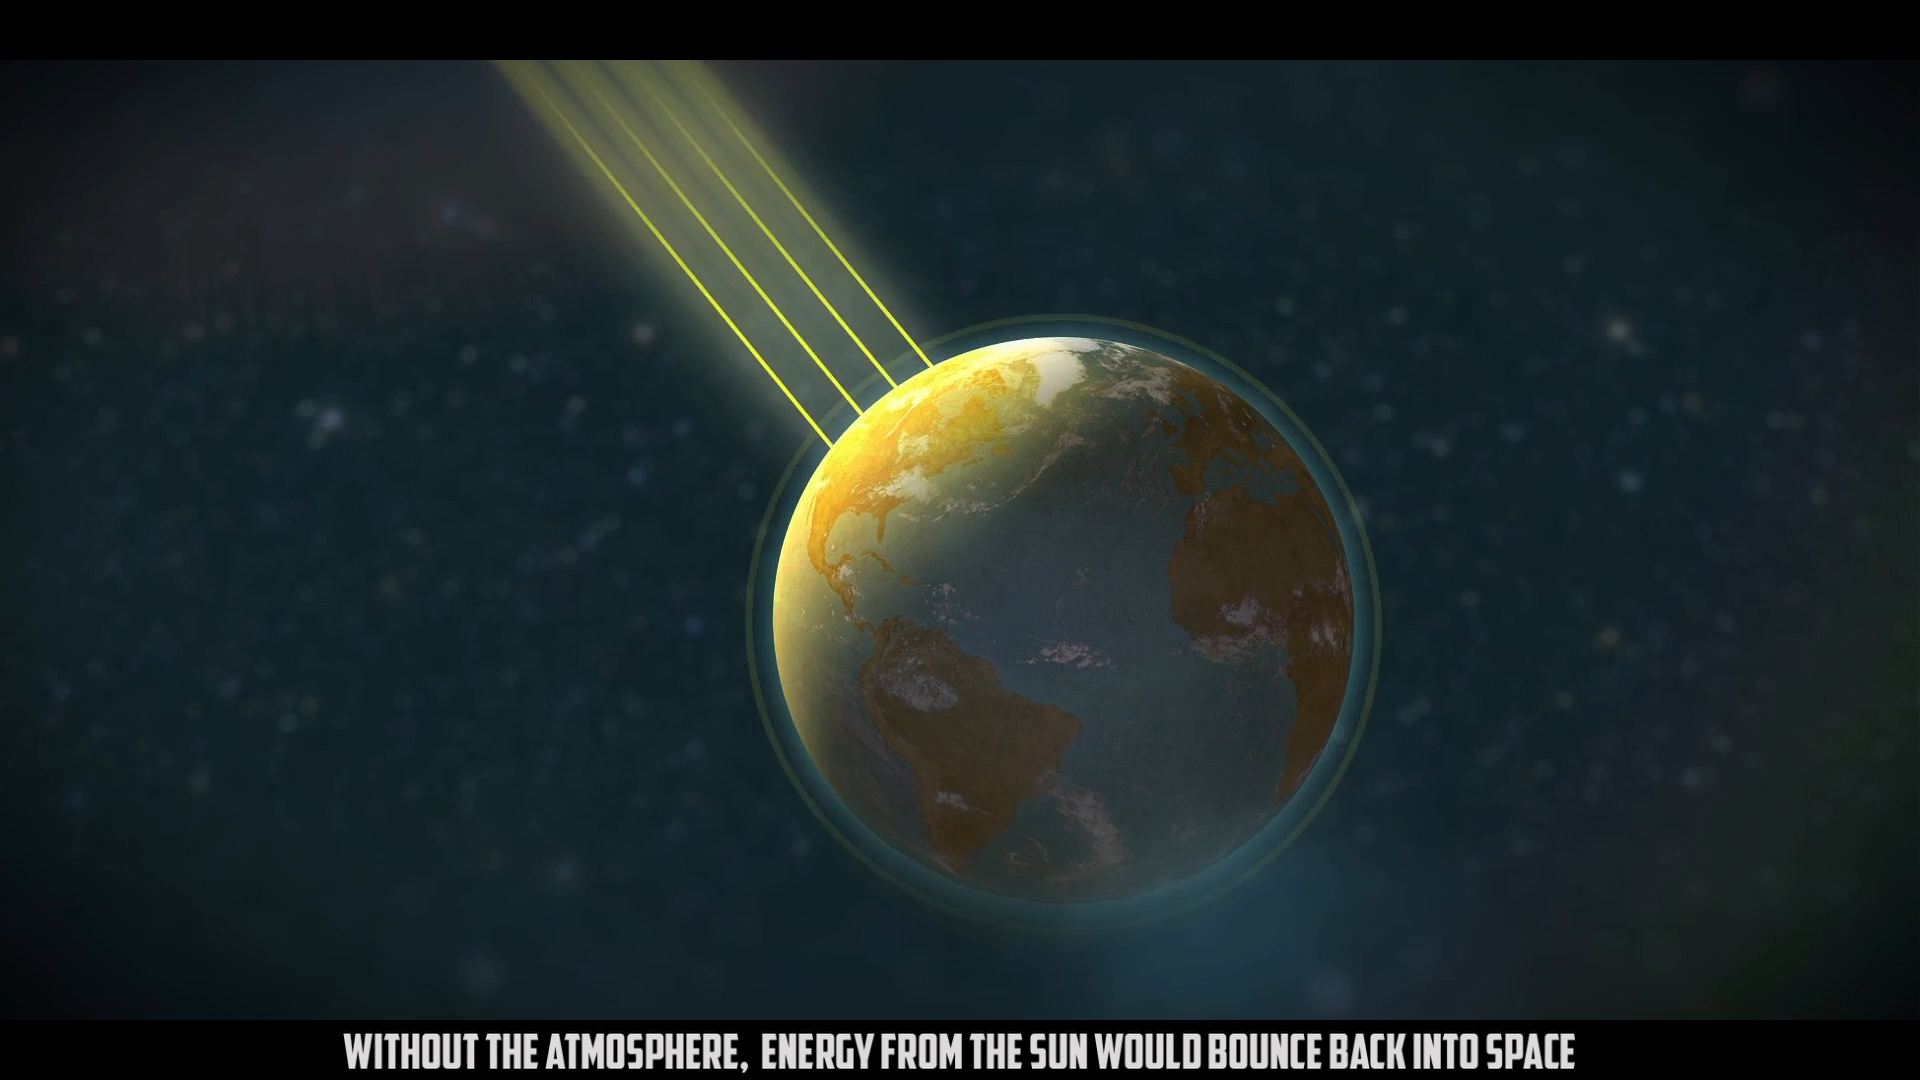 WITHOUT THE ATMOSPHERE, ENERGY FROM THE SUN WOULD BOUNCE BACK INTO SPACE